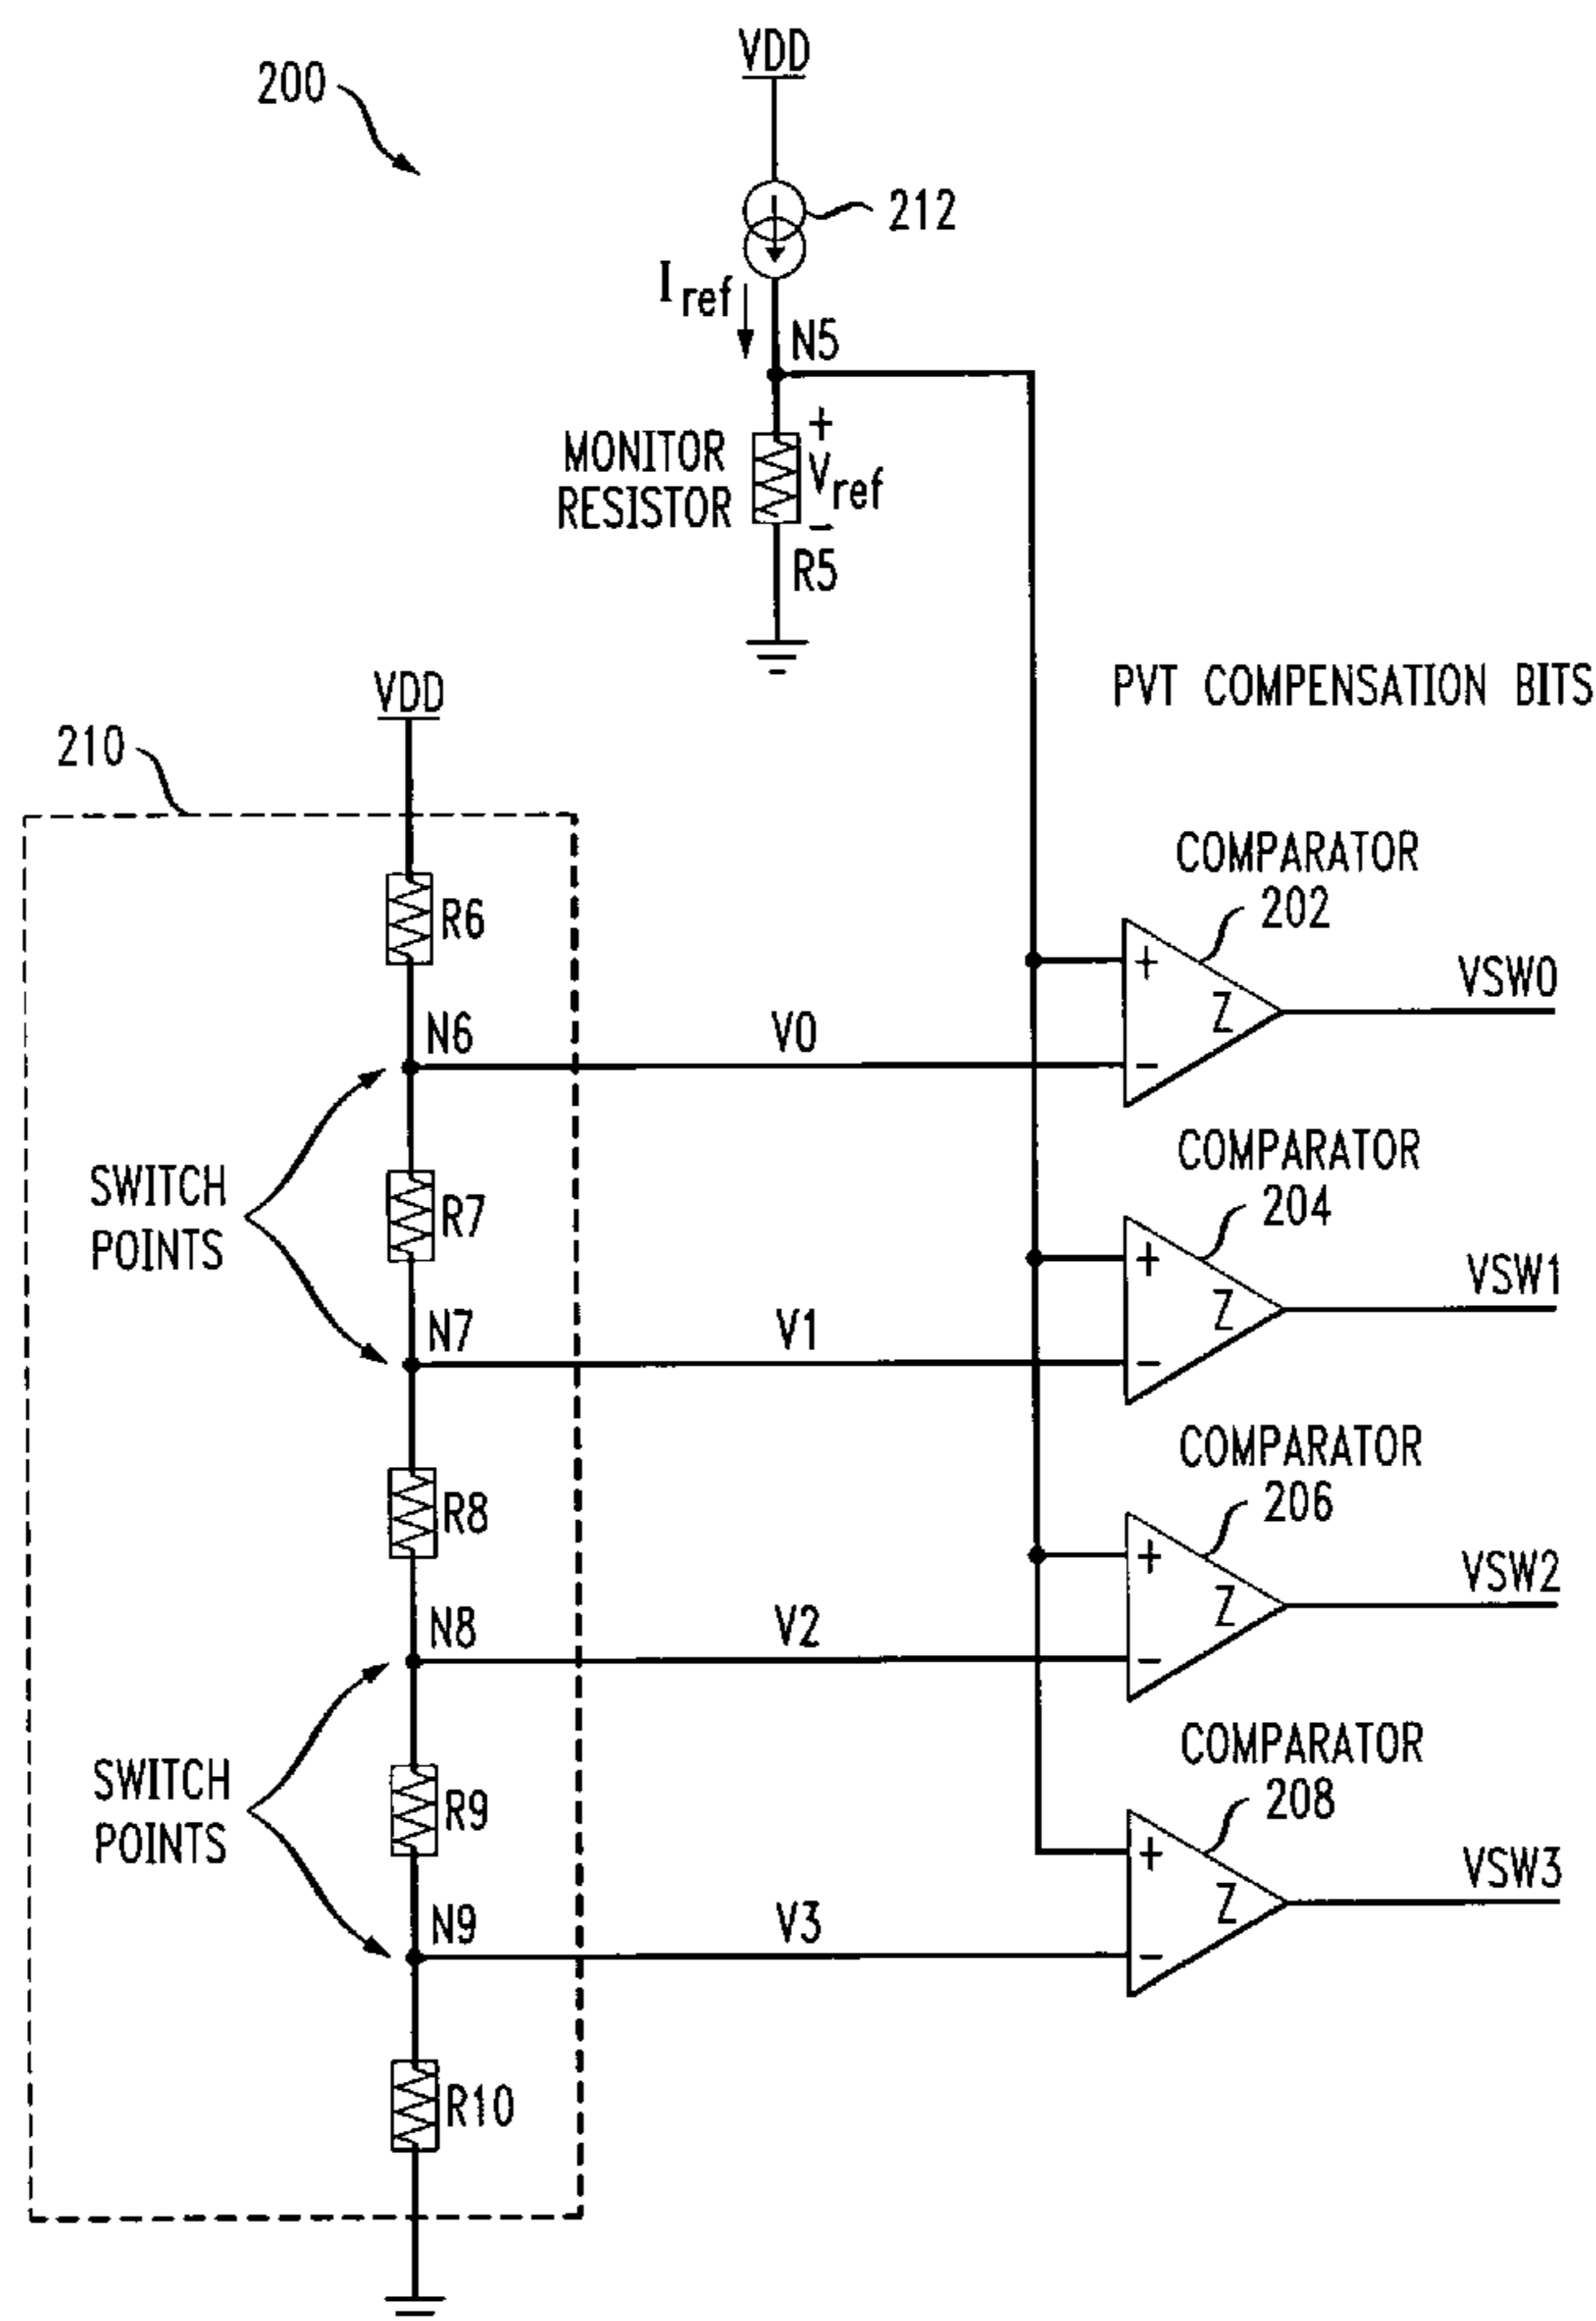 200
VDD
212
I ref
N5
MONITOR
RESISTOR
+
Vref
−
R5
VDD
PVT COMPENSATION BITS
210
R6
COMPARATOR
202
+
Z
−
VSW0
N6
V0
SWITCH
POINTS
R7
COMPARATOR
204
+
Z
−
VSW1
N7
V1
R8
COMPARATOR
206
+
Z
−
VSW2
N8
V2
SWITCH
POINTS
R9
COMPARATOR
208
+
Z
−
VSW3
N9
V3
R10